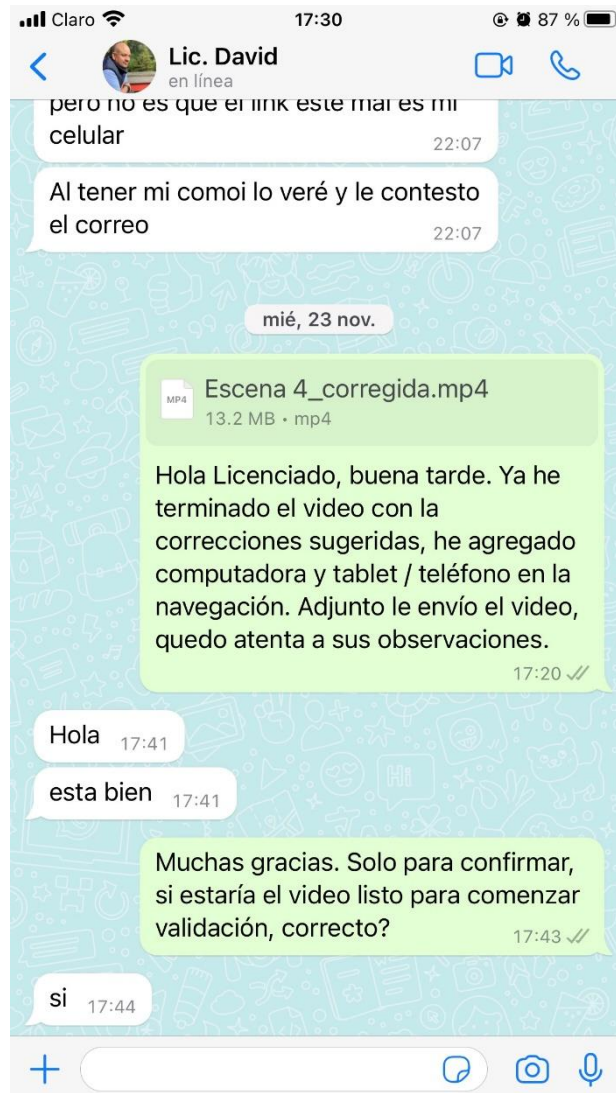 Claro
17:30
87 %
Lic. David
en línea
pero no es que el link este mal es mi
celular
22:07
Al tener mi comoi lo veré y le contesto
el correo
22:07
mié, 23 nov.
MP4
Escena 4_corregida.mp4
13.2 MB • mp4
Hola Licenciado, buena tarde. Ya he
terminado el video con la
correcciones sugeridas, he agregado
computadora y tablet / teléfono en la
navegación. Adjunto le envío el video,
quedo atenta a sus observaciones.
17:20
Hola 17:41
esta bien 17:41
Muchas gracias. Solo para confirmar,
si estaría el video listo para comenzar
validación, correcto?
17:43
si 17:44